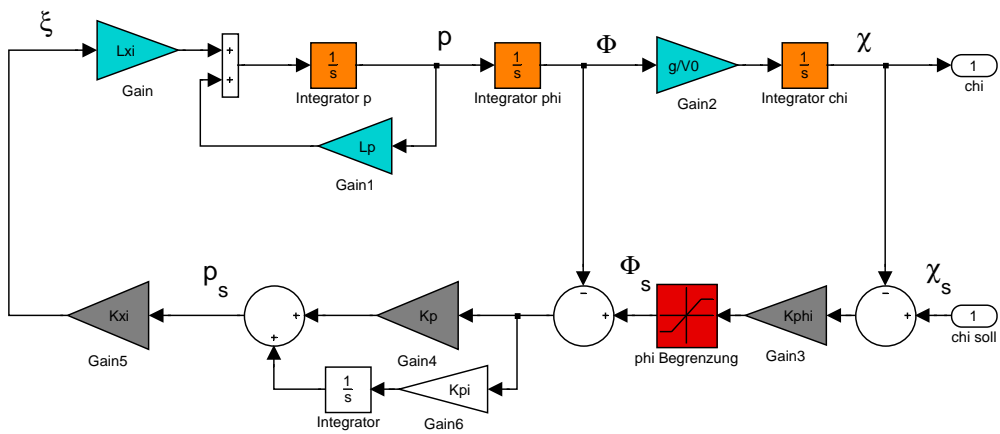 ξ
p
Φ
χ
Lxi
+
+
1
s
1
s
g/V0
1
s
1
Gain
Integrator p
Integrator phi
Gain2
Integrator chi
chi
Lp
Gain1
p s
Φ s
χ s
−
−
Kxi
+
Kp
+
Kphi
+
1
Gain5
+
Gain4
phi Begrenzung
Gain3
chi soll
1
s
Kpi
Integrator
Gain6